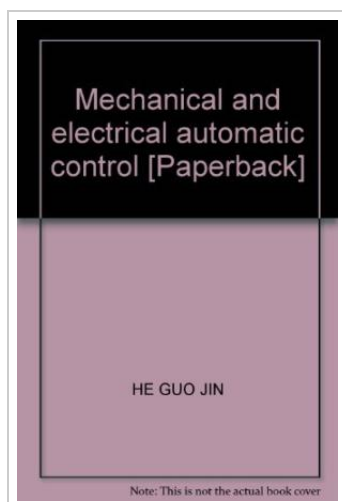 Mechanical and
electrical automatic
control [Paperback]
HE GUO JIN
Note: This is not the actual book cover